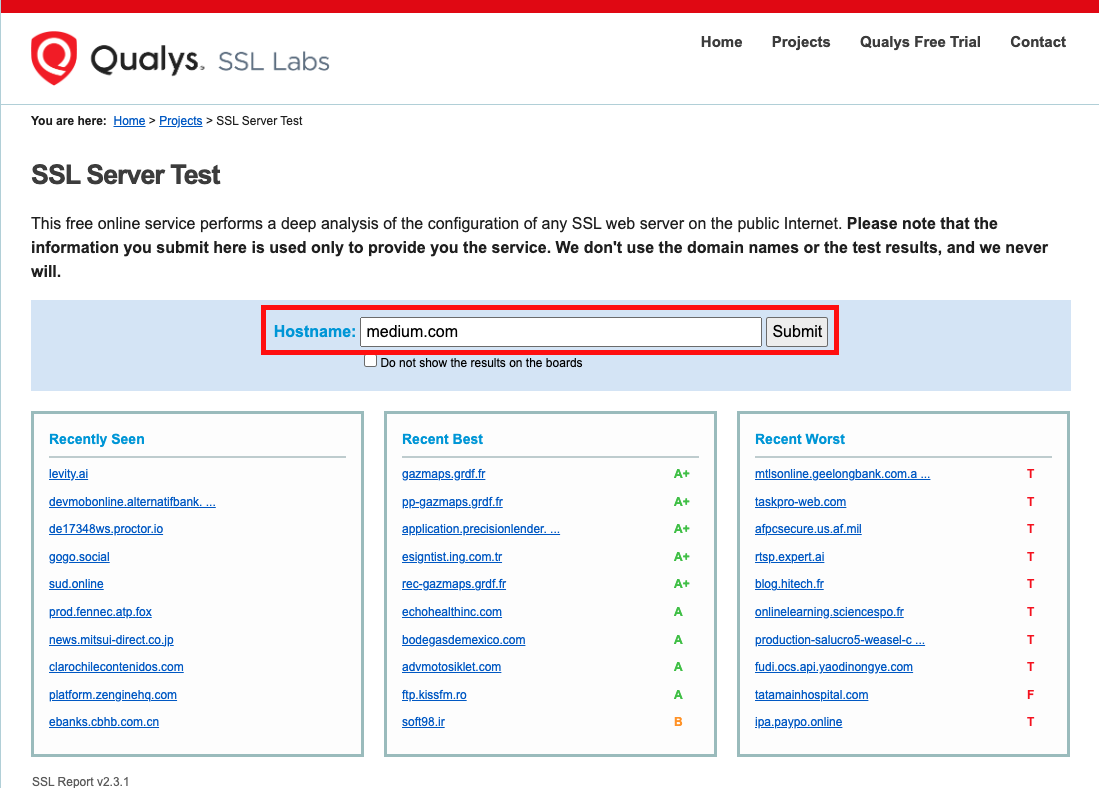 Qualys. SSL Labs
Home Projects Qualys Free Trial Contact
You are here: Home > Projects > SSL Server Test
SSL Server Test
This free online service performs a deep analysis of the configuration of any SSL web server on the public Internet. Please note that the
information you submit here is used only to provide you the service. We don't use the domain names or the test results, and we never
will.
Hostname: medium.com Submit
Do not show the results on the boards
Recently Seen
levity.ai
devmobonline.alternatifbank. ...
de17348ws.proctor.io
gogo.social
sud.online
prod.fennec.atp.fox
news.mitsui-direct.co.jp
clarochilecontenidos.com
platform.zenginehq.com
ebanks.cbhb.com.cn
Recent Best
gazmaps.grdf.fr A+
pp-gazmaps.grdf.fr A+
application.precisionlender. ... A+
esigntist.ing.com.tr A+
rec-gazmaps.grdf.fr A+
echohealthinc.com A
bodegasdemexico.com A
advmotosiklet.com A
ftp.kissfm.ro A
soft98.ir B
Recent Worst
mtlsonline.geelongbank.com.a ... T
taskpro-web.com T
afpcsecure.us.af.mil T
rtsp.expert.ai T
blog.hitech.fr T
onlinelearning.sciencespo.fr T
production-salucro5-weasel-c ... T
fudi.ocs.api.yaodinongye.com T
tatamainhospital.com F
ipa.paypo.online T
SSL Report v2.3.1